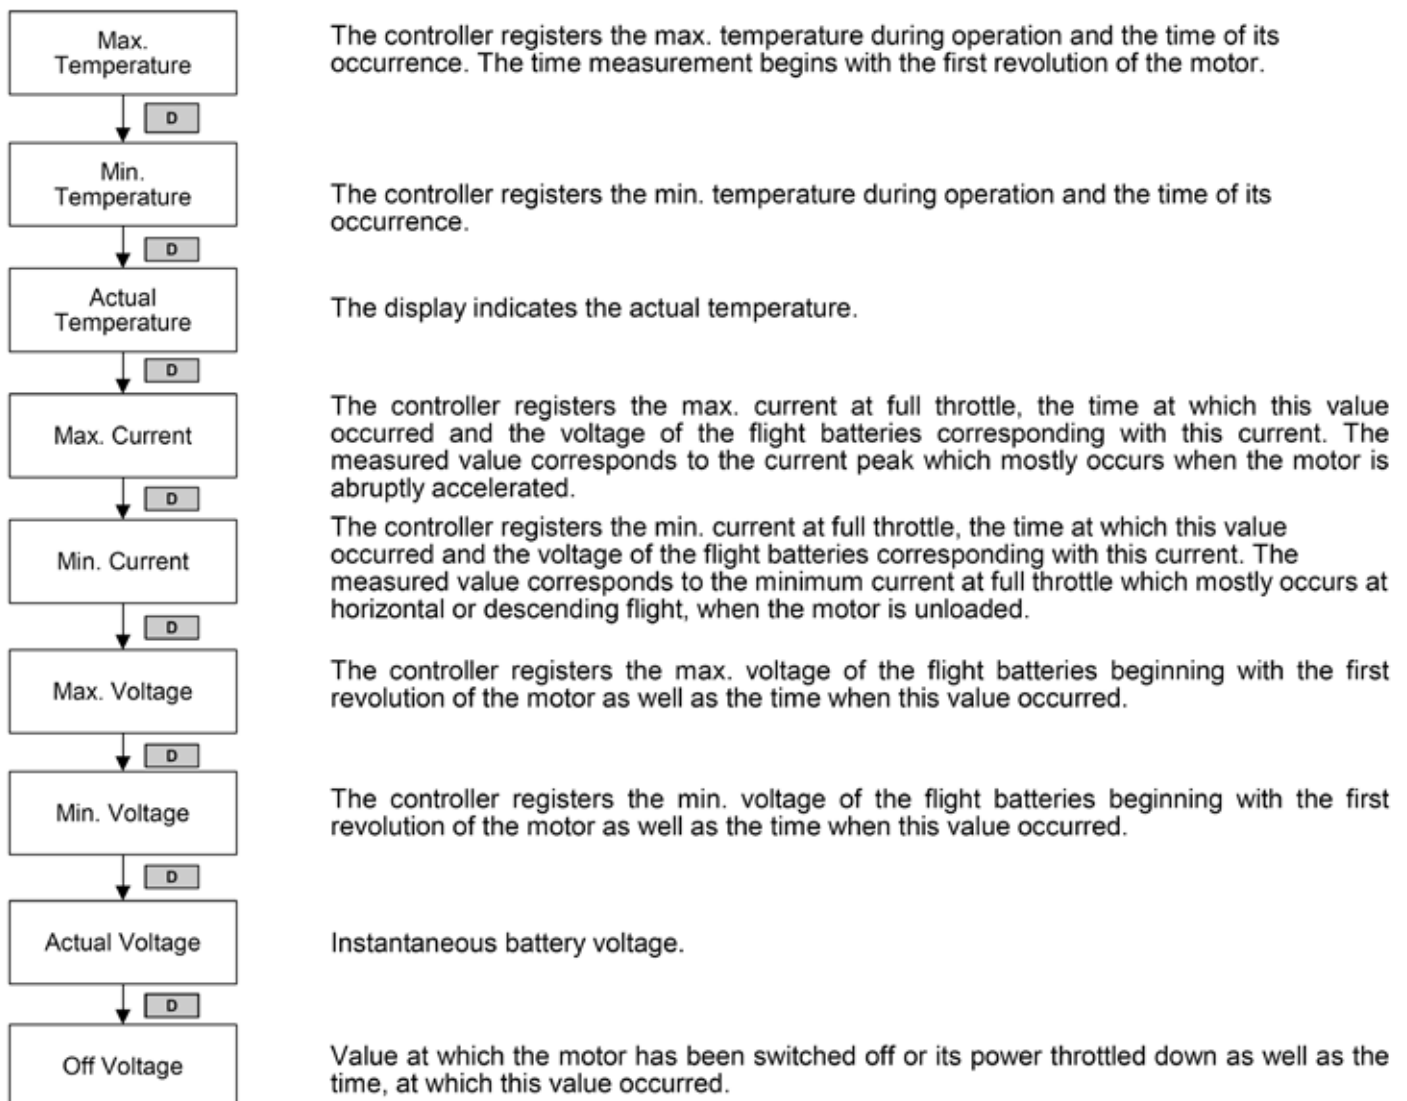 Max.
Temperature
The controller registers the max. temperature during operation and the time of its
occurrence. The time measurement begins with the first revolution of the motor.
D
Min.
Temperature
The controller registers the min. temperature during operation and the time of its
occurrence.
D
Actual
Temperature
The display indicates the actual temperature.
D
Max. Current
The controller registers the max. current at full throttle, the time at which this value
occurred and the voltage of the flight batteries corresponding with this current. The
measured value corresponds to the current peak which mostly occurs when the motor is
abruptly accelerated.
D
Min. Current
The controller registers the min. current at full throttle, the time at which this value
occurred and the voltage of the flight batteries corresponding with this current. The
measured value corresponds to the minimum current at full throttle which mostly occurs at
horizontal or descending flight, when the motor is unloaded.
D
Max. Voltage
The controller registers the max. voltage of the flight batteries beginning with the first
revolution of the motor as well as the time when this value occurred.
D
Min. Voltage
The controller registers the min. voltage of the flight batteries beginning with the first
revolution of the motor as well as the time when this value occurred.
D
Actual Voltage
Instantaneous battery voltage.
D
Off Voltage
Value at which the motor has been switched off or its power throttled down as well as the
time, at which this value occurred.